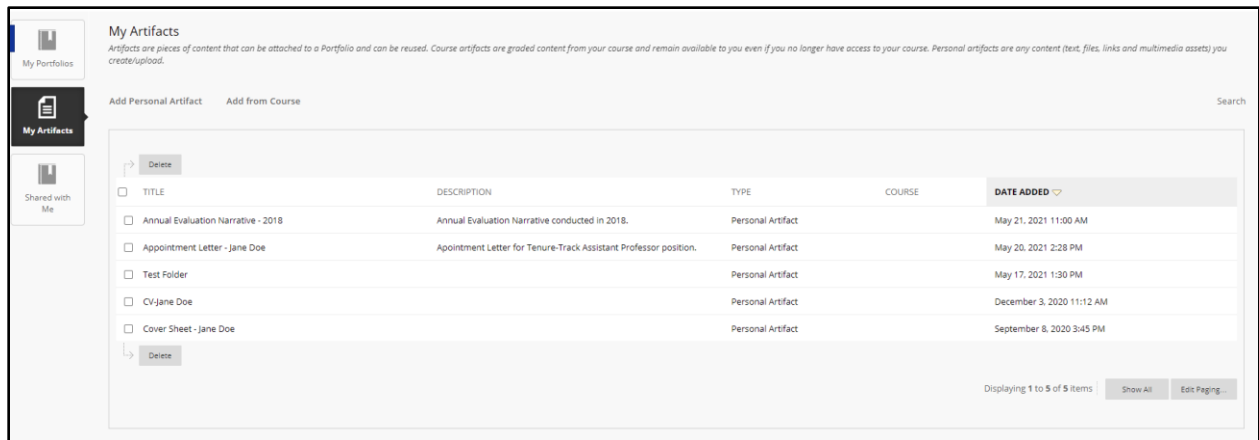 My Portfolios
My Artifacts
Shared with
Me
My Artifacts
Artifacts are pieces of content that can be attached to a Portfolio and can be reused. Course artifacts are graded content from your course and remain available to you even if you no longer have access to your course. Personal artifacts are any content (text, files, links and multimedia assets) you
create/upload.
Add Personal Artifact Add from Course Search
Delete
TITLE DESCRIPTION TYPE COURSE DATE ADDED
Annual Evaluation Narrative - 2018 Annual Evaluation Narrative conducted in 2018. Personal Artifact May 21, 2021 11:00 AM
Appointment Letter - Jane Doe Apointment Letter for Tenure-Track Assistant Professor position. Personal Artifact May 20, 2021 2:28 PM
Test Folder Personal Artifact May 17, 2021 1:30 PM
CV-Jane Doe Personal Artifact December 3, 2020 11:12 AM
Cover Sheet - Jane Doe Personal Artifact September 8, 2020 3:45 PM
Delete
Displaying 1 to 5 of 5 items Show All Edit Paging...